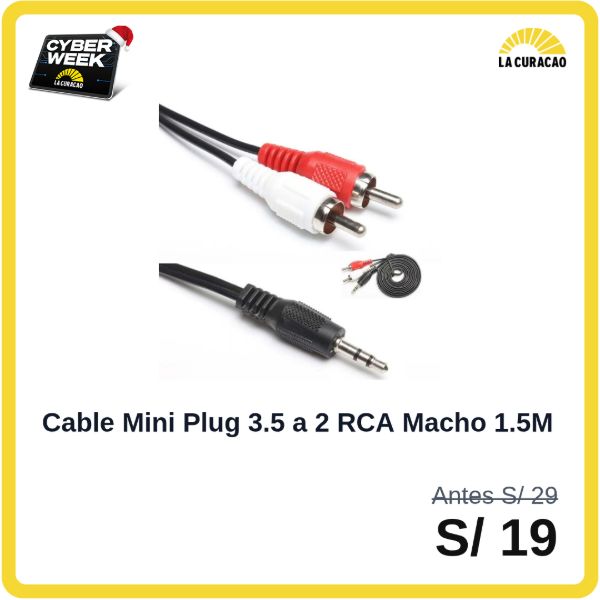 CYBER
WEEK
LA CURACAO
LA CURACAO
Cable Mini Plug 3.5 a 2 RCA Macho 1.5M
Antes S/ 29
S/ 19